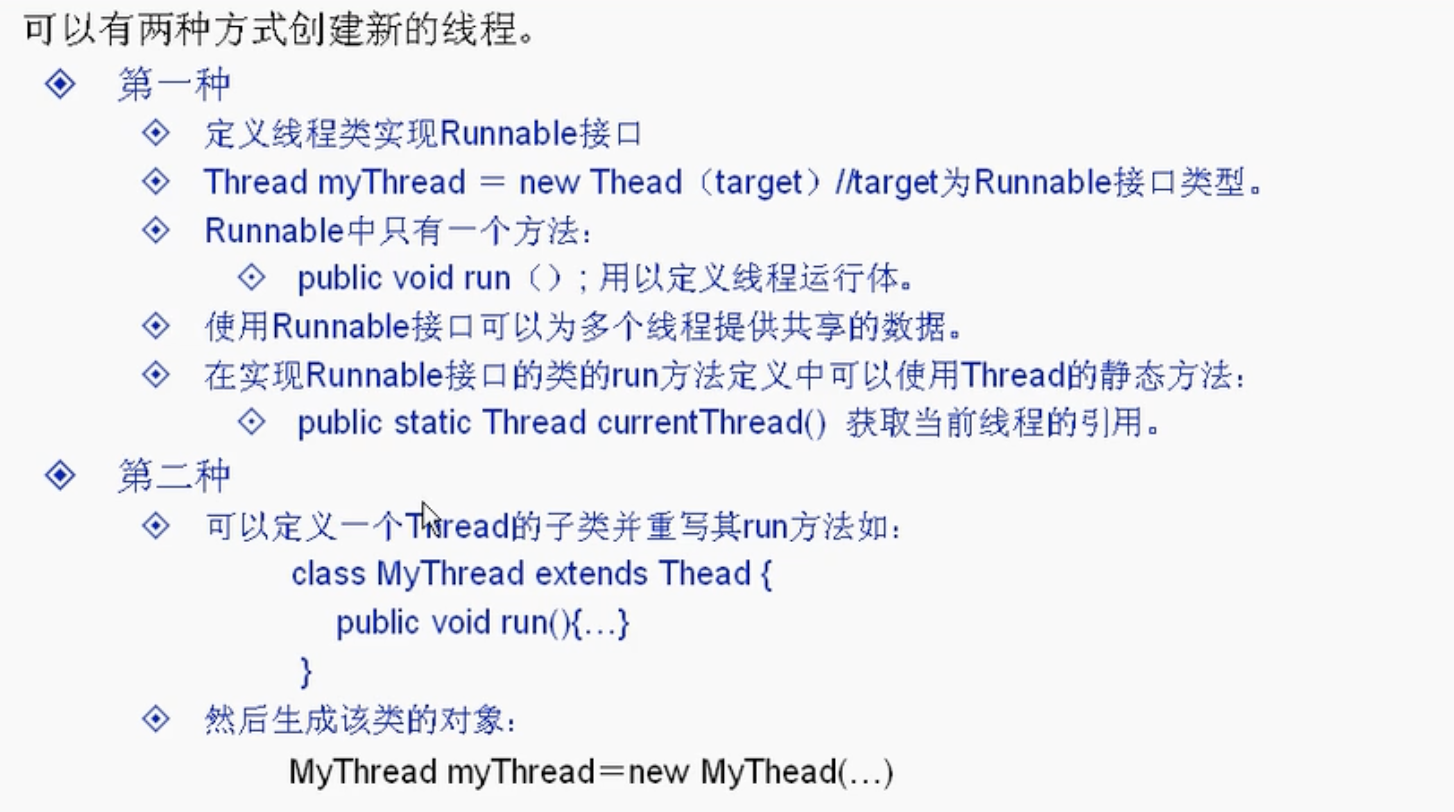 可以有两种方式创建新的线程。
第一种
定义线程类实现Runnable接口
Thread myThread ＝ new Thead（target）//target为Runnable接口类型。
Runnable中只有一个方法：
public void run（）; 用以定义线程运行体。
使用Runnable接口可以为多个线程提供共享的数据。
在实现Runnable接口的类的run方法定义中可以使用Thread的静态方法：
public static Thread currentThread() 获取当前线程的引用。
第二种
可以定义一个Thread的子类并重写其run方法如：
class MyThread extends Thead {
public void run(){…}
}
然后生成该类的对象：
MyThread myThread＝new MyThead(…)